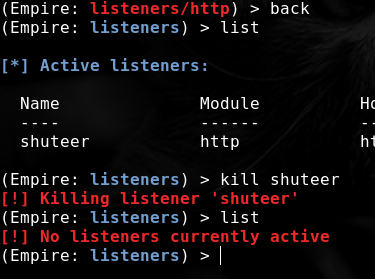 (Empire: listeners/http) > back
(Empire: listeners) > list
[*] Active listeners:
Name Module Ho
---- ------ --
shuteer http ht
(Empire: listeners) > kill shuteer
[!] Killing listener 'shuteer'
(Empire: listeners) > list
[!] No listeners currently active
(Empire: listeners) >